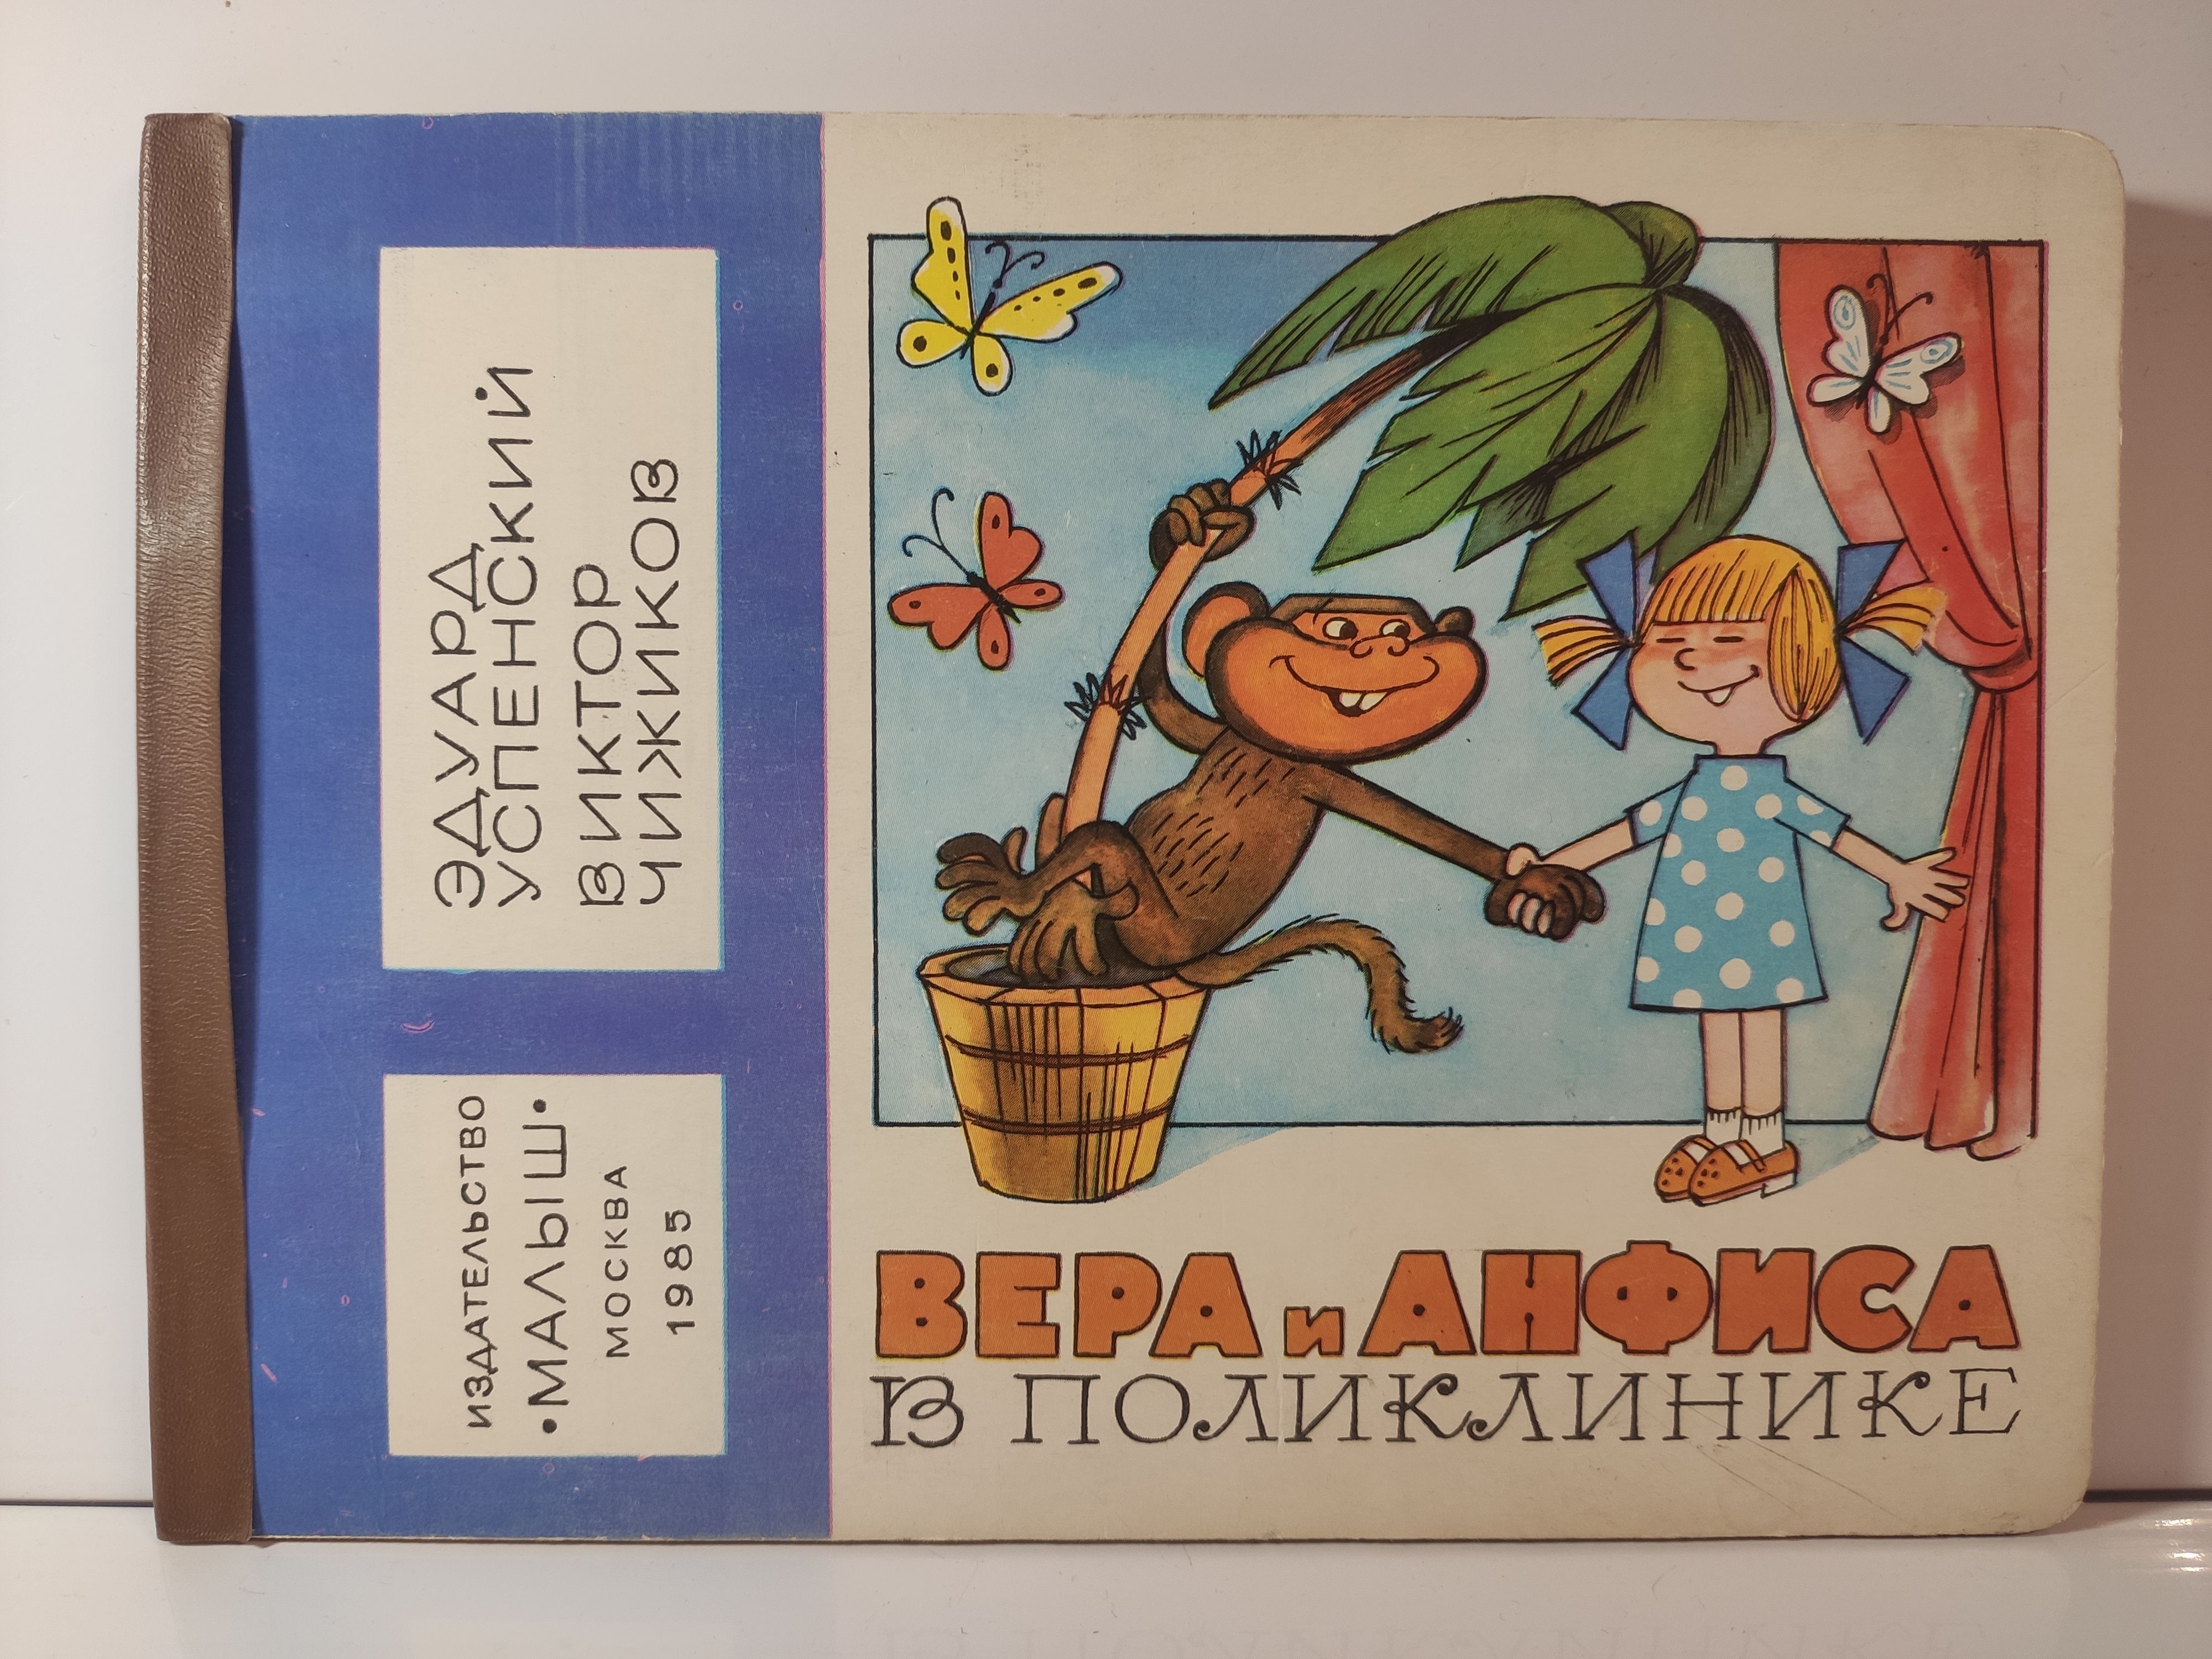 ЭДУАРД
УСПЕНСКИЙ
ВИКТОР
ЧИЖИКОВ
ИЗДАТЕЛЬСТВО
•МАЛЫШ•
МОСКВА
1985
ВЕРА и АНФИСА
В ПОЛИКЛИНИКЕ